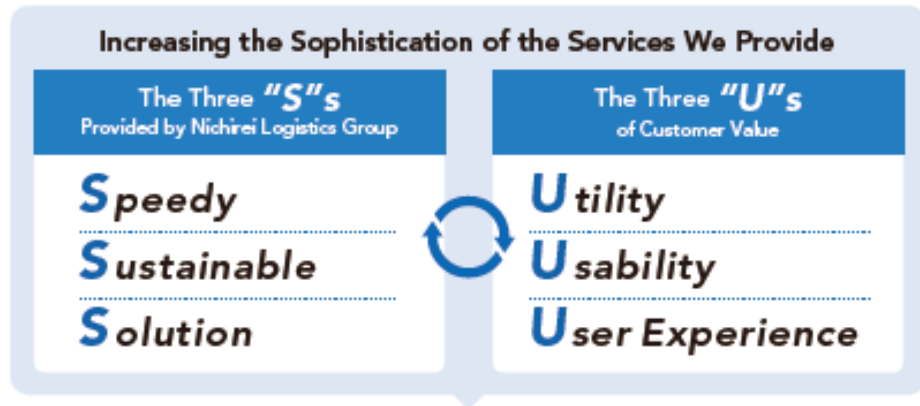 Increasing the Sophistication of the Services We Provide
The Three "S"s
Provided by Nichirei Logistics Group
Speedy
Sustainable
Solution
The Three "U"s
of Customer Value
Utility
Usability
User Experience